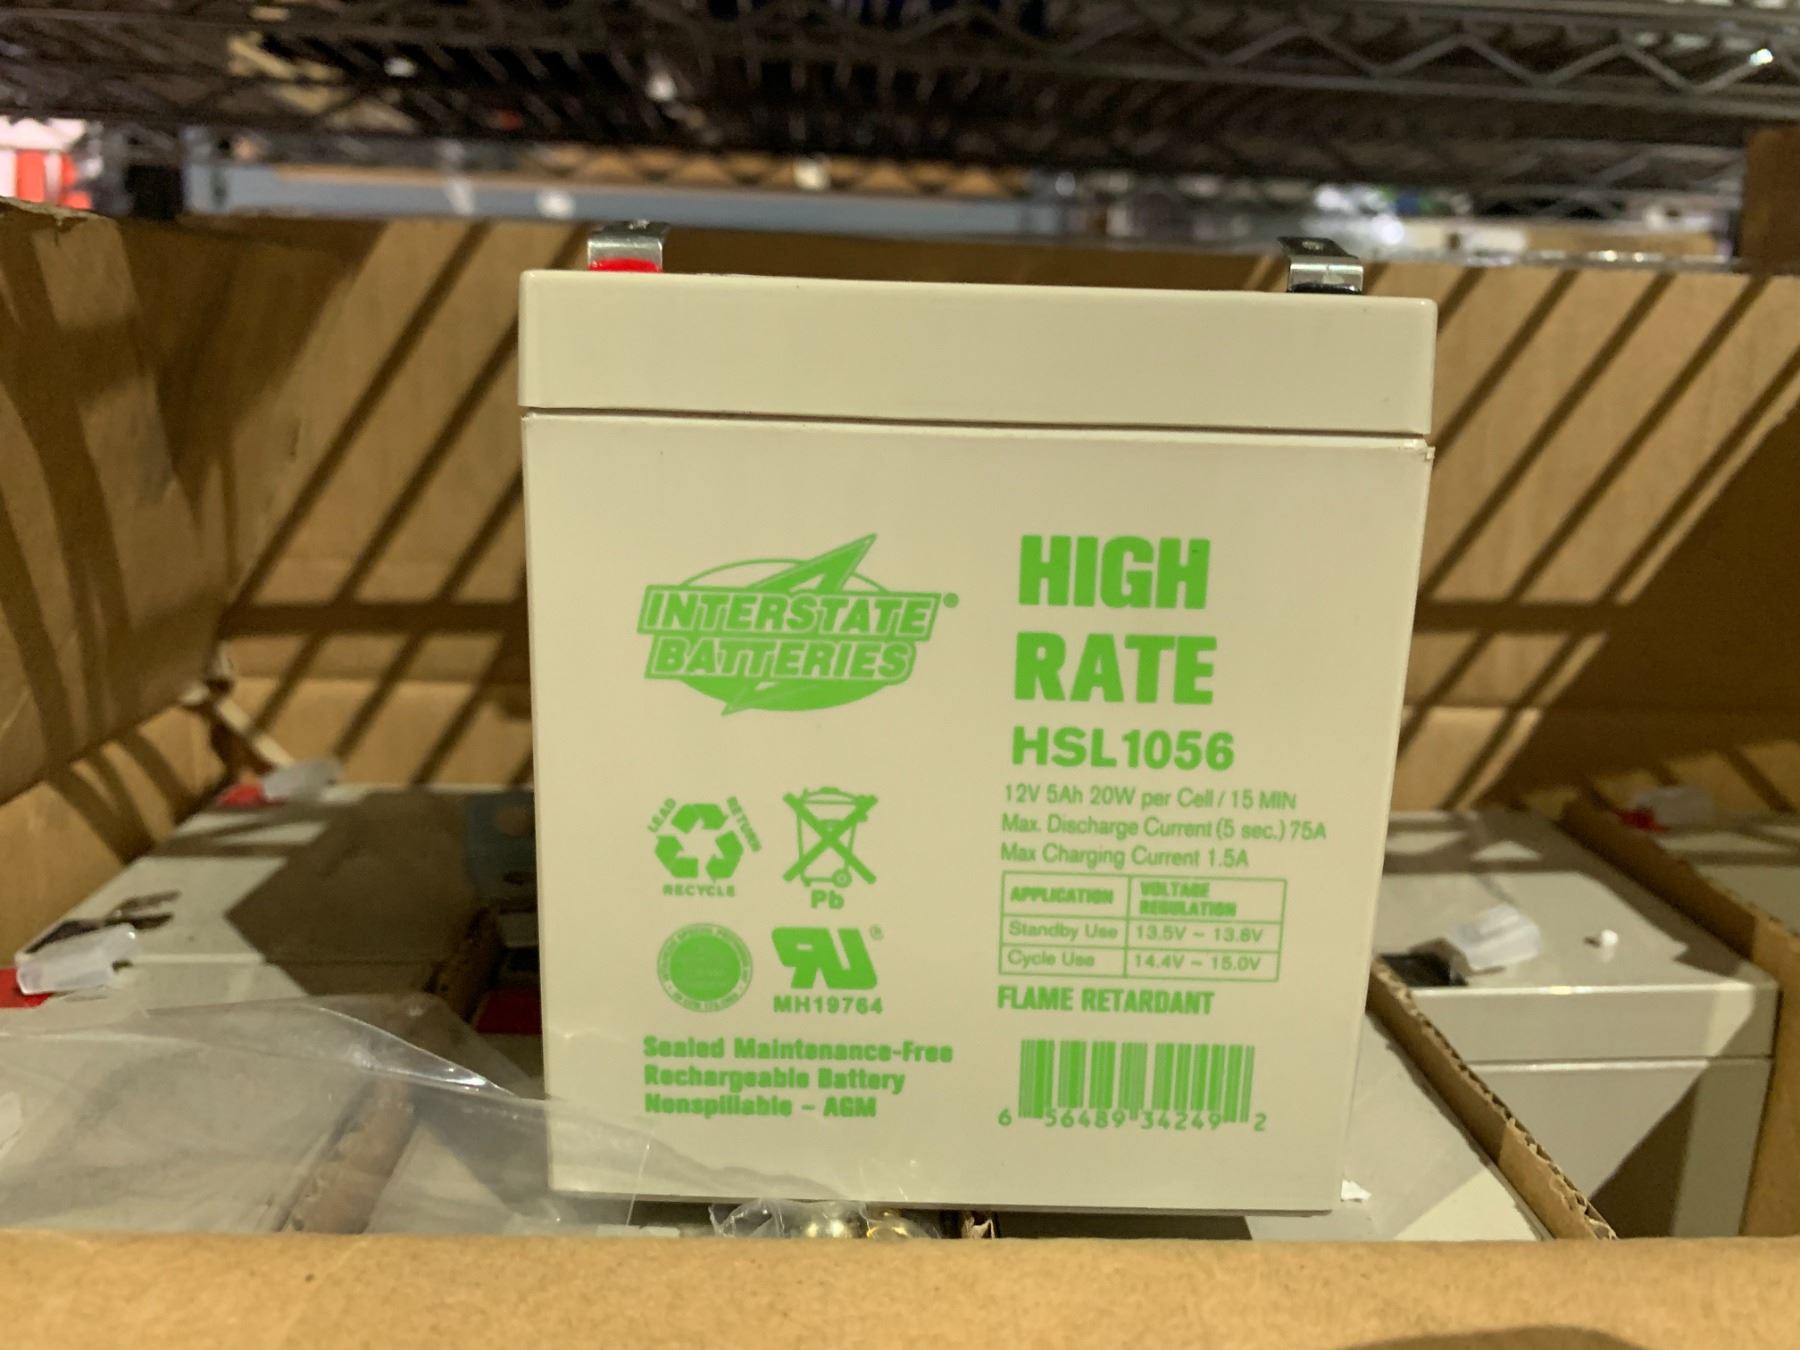 INTERSTATE®
BATTERIES
HIGH
RATE
HSL1056
12V 5Ah 20W per Cell / 15 MIN
Max. Discharge Current (5 sec.) 75A
Max Charging Current 1.5A
APPLICATION VOLTAGE REGULATION
Standby Use 13.5V ~ 13.8V
Cycle Use 14.4V ~ 15.0V
FLAME RETARDANT
LEAD RETURN
RECYCLE
Pb
RU®
MH19764
Sealed Maintenance-Free
Rechargeable Battery
Nonspillable - AGM
6 56489 34249 2